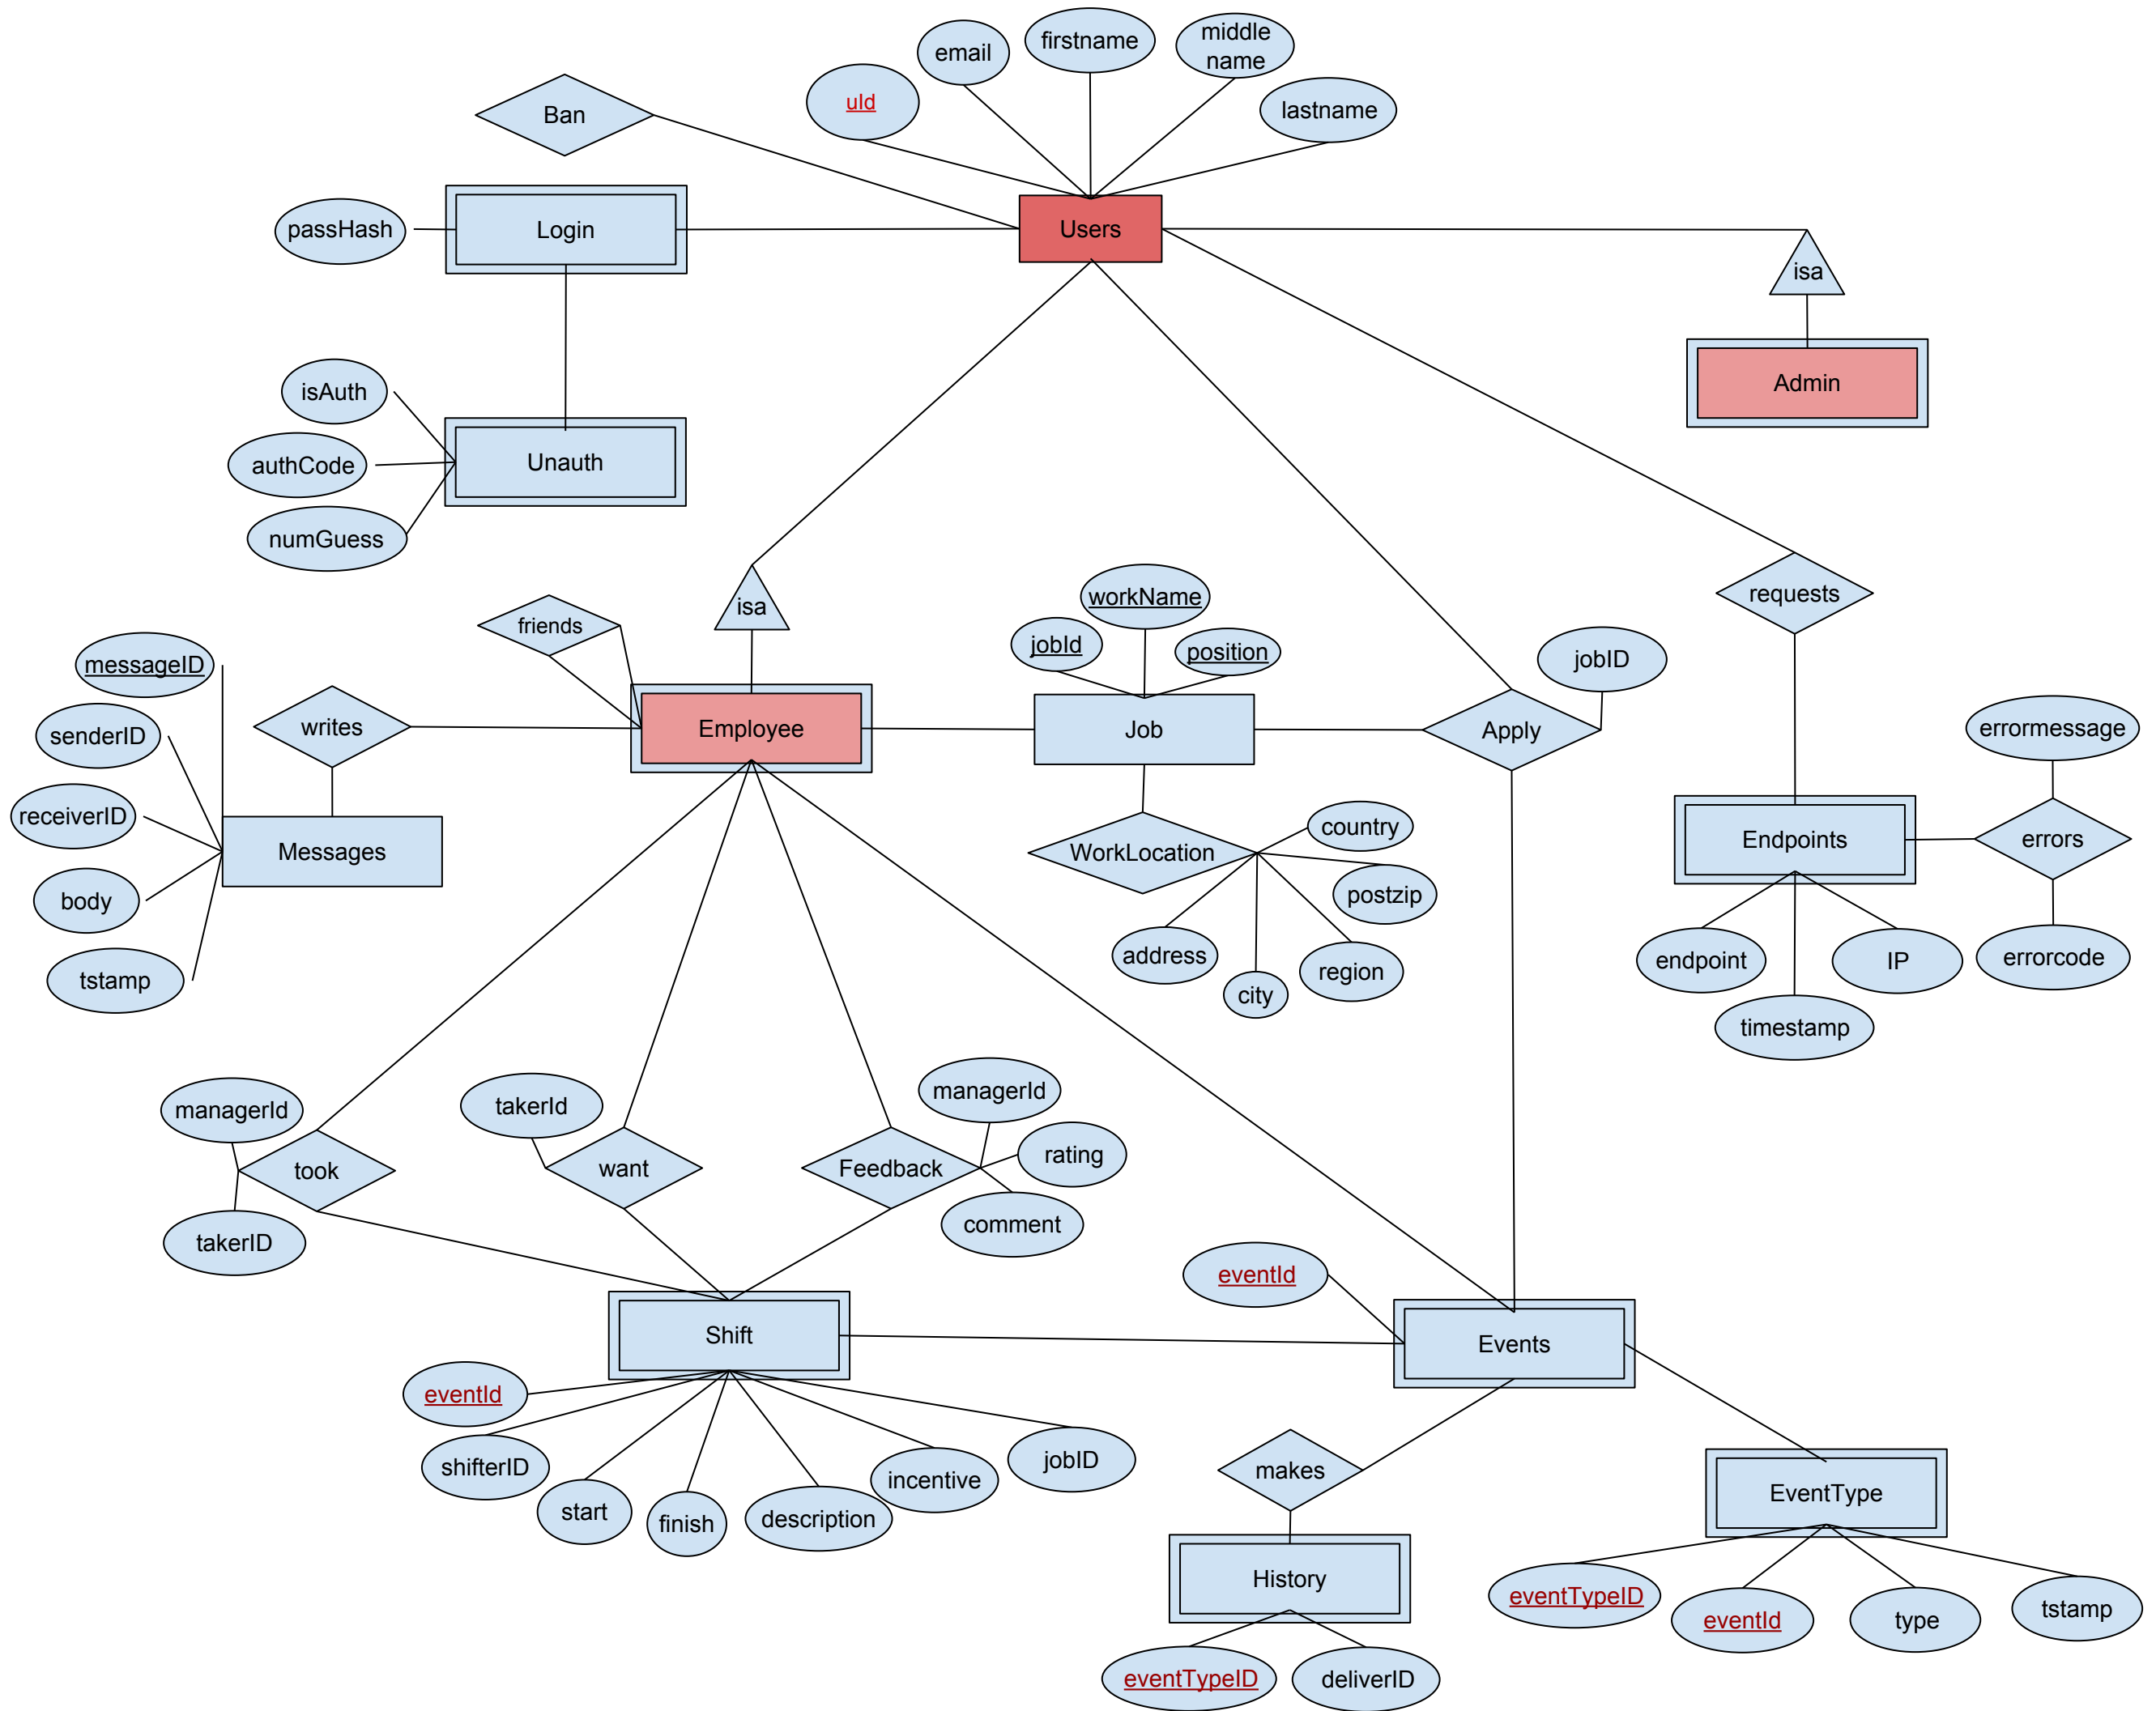 middle
name
firstname
email
uId
lastname
Ban
passHash
Login
Users
isa
Admin
isAuth
authCode
Unauth
numGuess
workName
requests
isa
friends
jobId
position
jobID
messageID
writes
senderID
Employee
Job
Apply
errormessage
receiverID
Messages
WorkLocation
country
Endpoints
errors
body
postzip
tstamp
address
region
city
endpoint
IP
errorcode
timestamp
managerId
takerId
managerId
took
want
Feedback
rating
takerID
comment
eventId
Shift
Events
eventId
shifterID
start
finish
description
incentive
jobID
makes
EventType
History
eventTypeID
eventId
type
tstamp
eventTypeID
deliverID